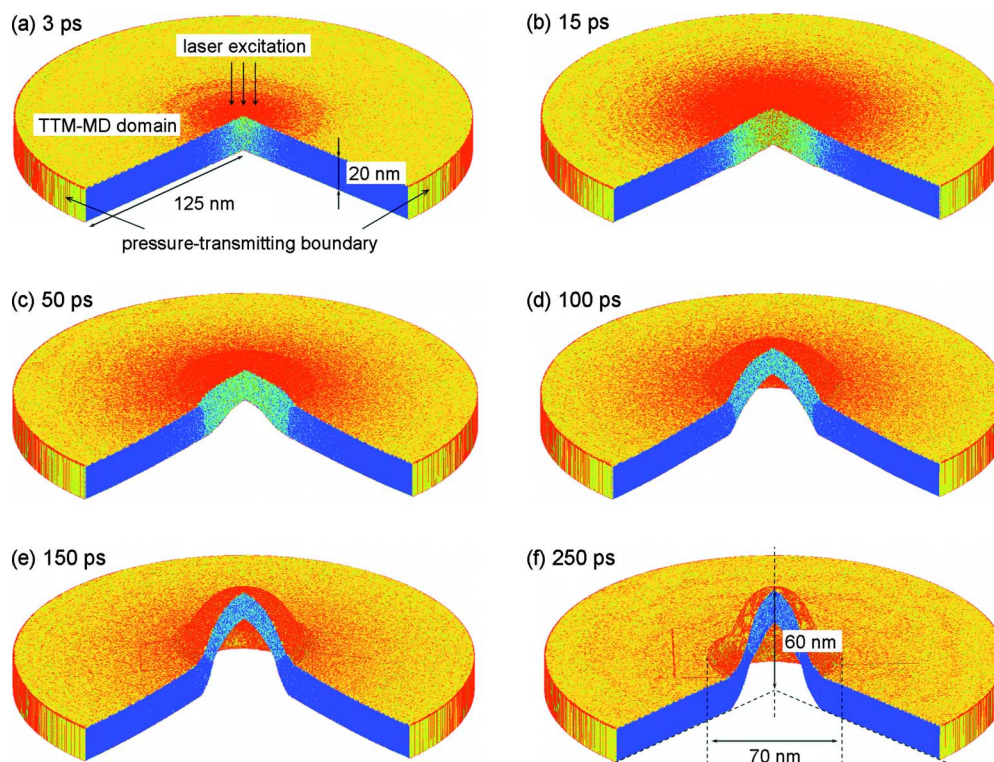 (a) 3 ps
laser excitation
TTM-MD domain
20 nm
125 nm
pressure-transmitting boundary
(b) 15 ps
(c) 50 ps
(d) 100 ps
(e) 150 ps
(f) 250 ps
60 nm
70 nm